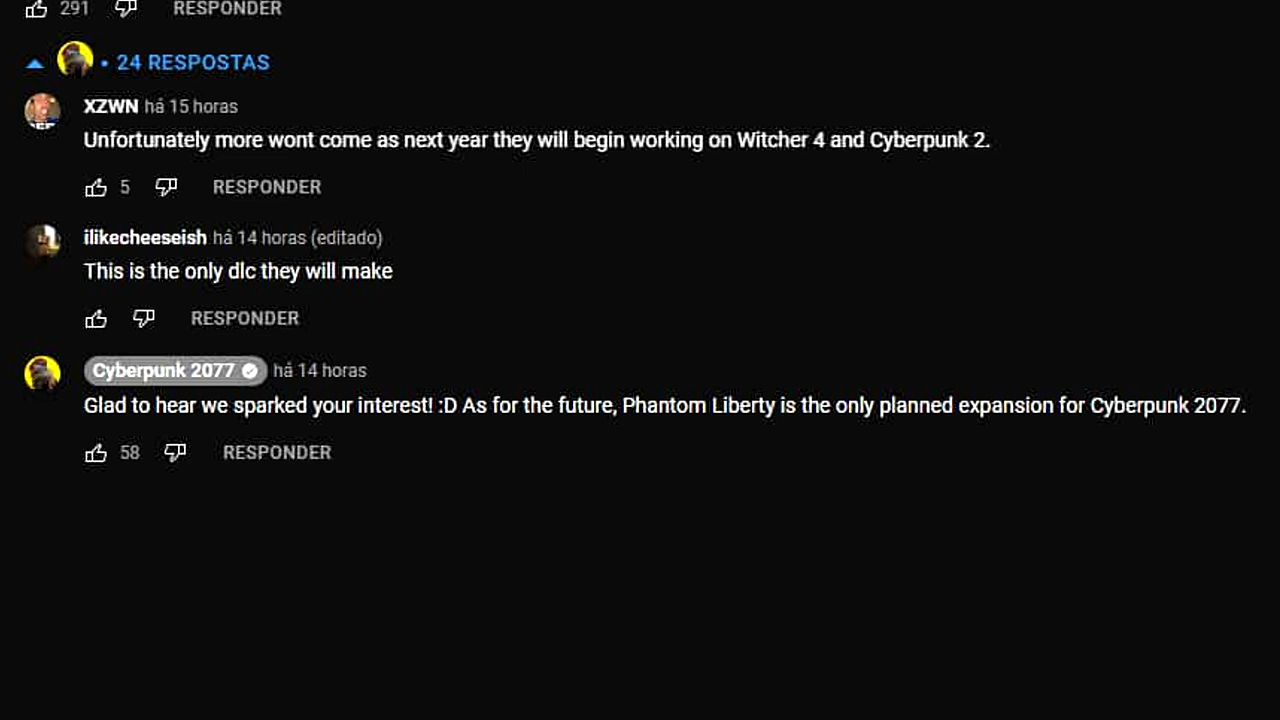 291 RESPONDER
• 24 RESPOSTAS
XZWN há 15 horas
Unfortunately more wont come as next year they will begin working on Witcher 4 and Cyberpunk 2.
5 RESPONDER
ilikecheeseish há 14 horas (editado)
This is the only dlc they will make
RESPONDER
Cyberpunk 2077 há 14 horas
Glad to hear we sparked your interest! :D As for the future, Phantom Liberty is the only planned expansion for Cyberpunk 2077.
58 RESPONDER